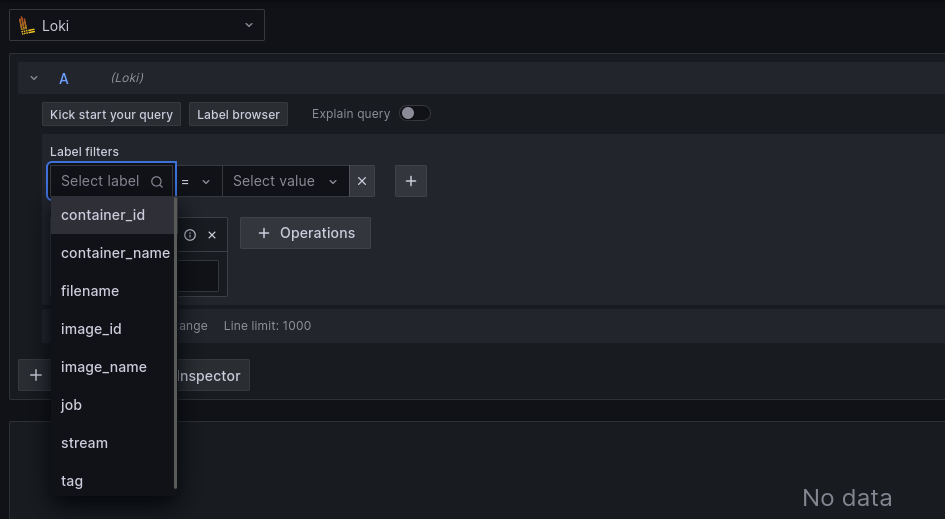 Loki
A (Loki)
Kick start your query Label browser Explain query
Label filters
Select label = Select value
container_id
Operations
container_name
filename
image_id
ange Line limit: 1000
image_name
Inspector
job
stream
tag
No data